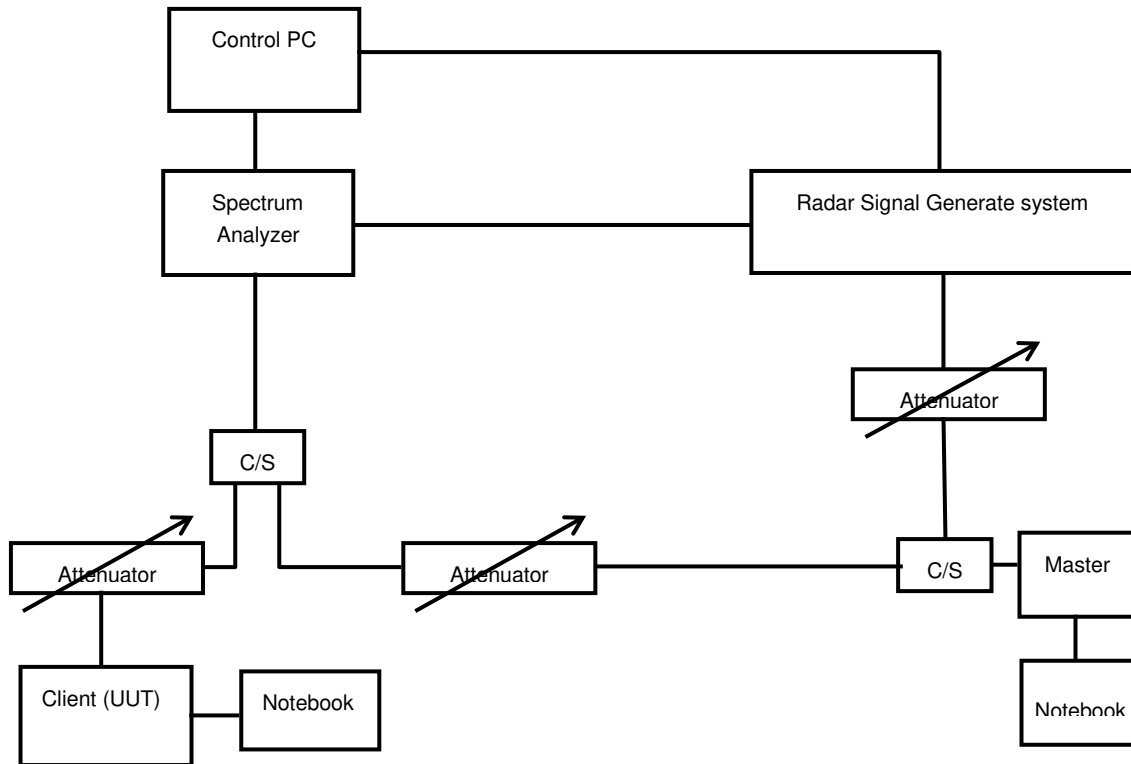 Control PC
Spectrum
Analyzer
Radar Signal Generate system
Attenuator
C/S
Attenuator
Attenuator
C/S
Master
Client (UUT)
Notebook
Notebook